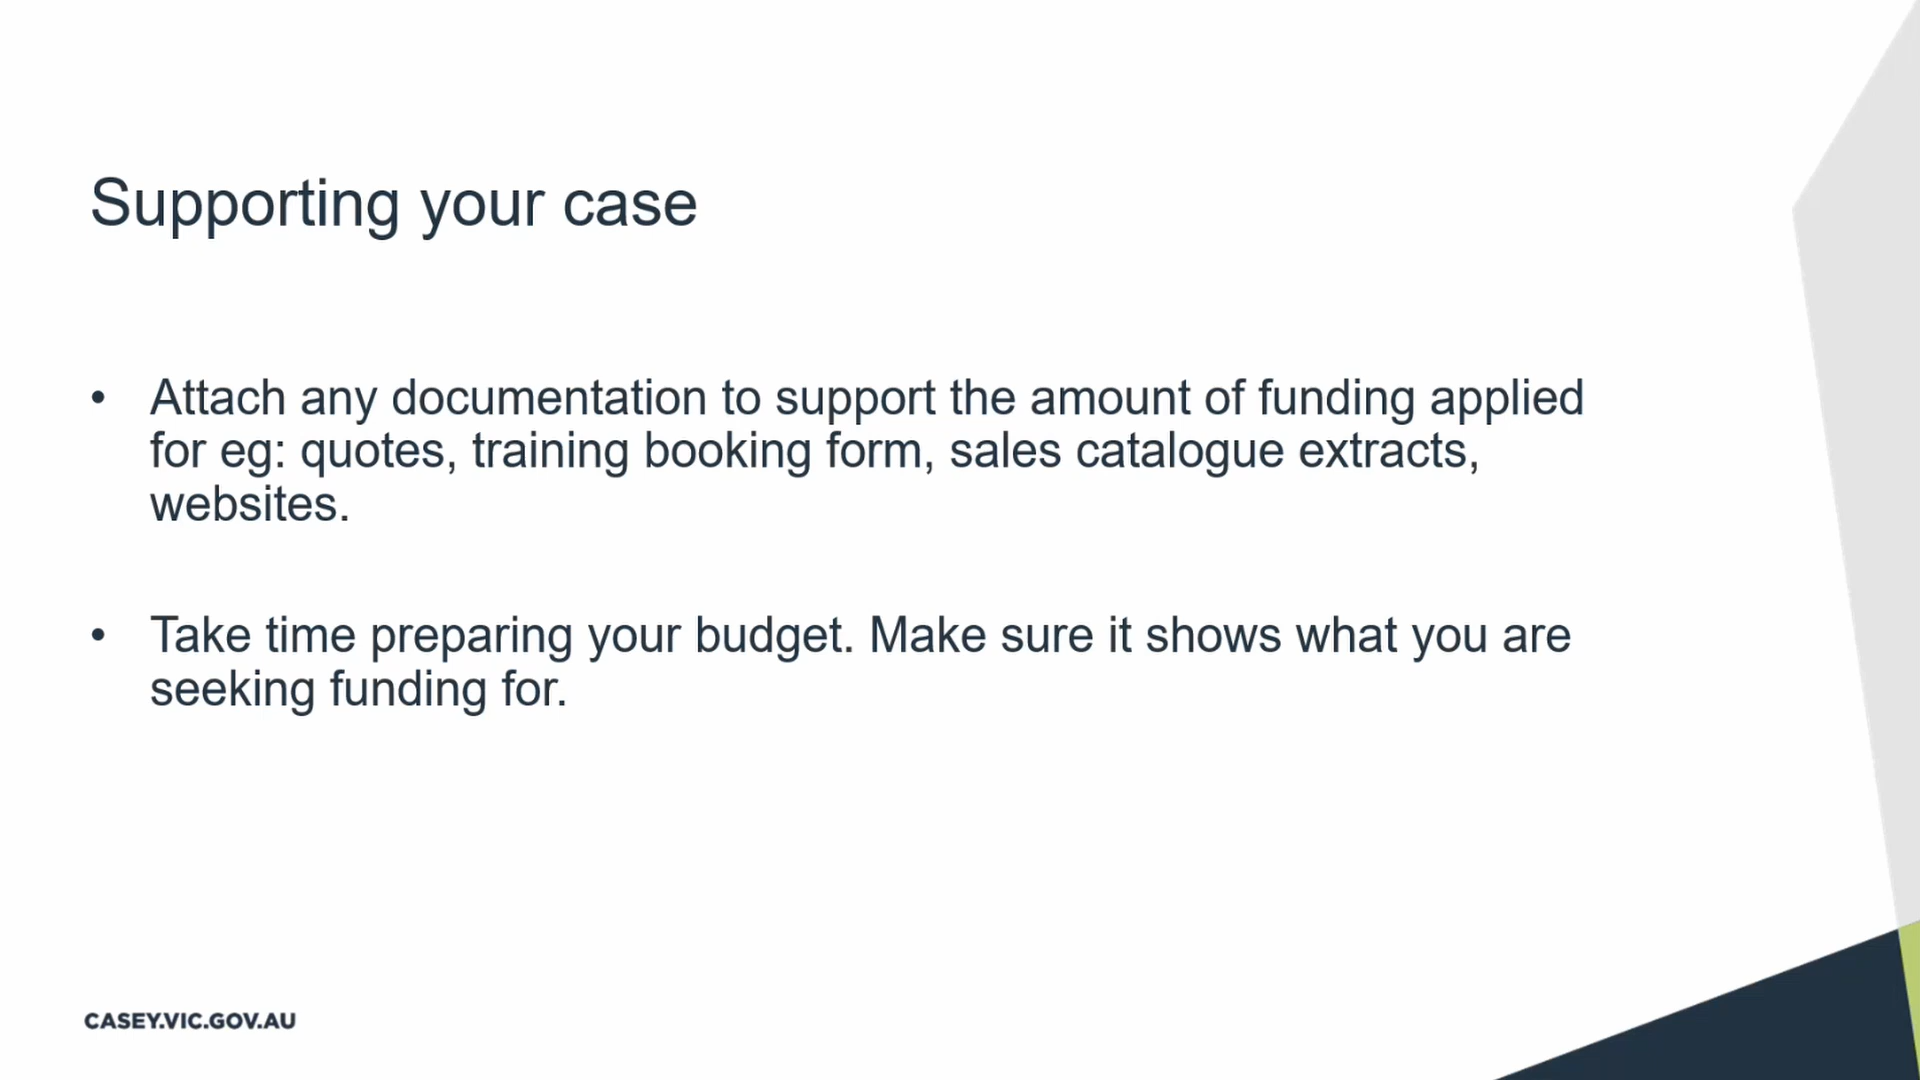 Supporting your case
• Attach any documentation to support the amount of funding applied
for eg: quotes, training booking form, sales catalogue extracts,
websites.
• Take time preparing your budget. Make sure it shows what you are
seeking funding for.
CASEY.VIC.GOV.AU